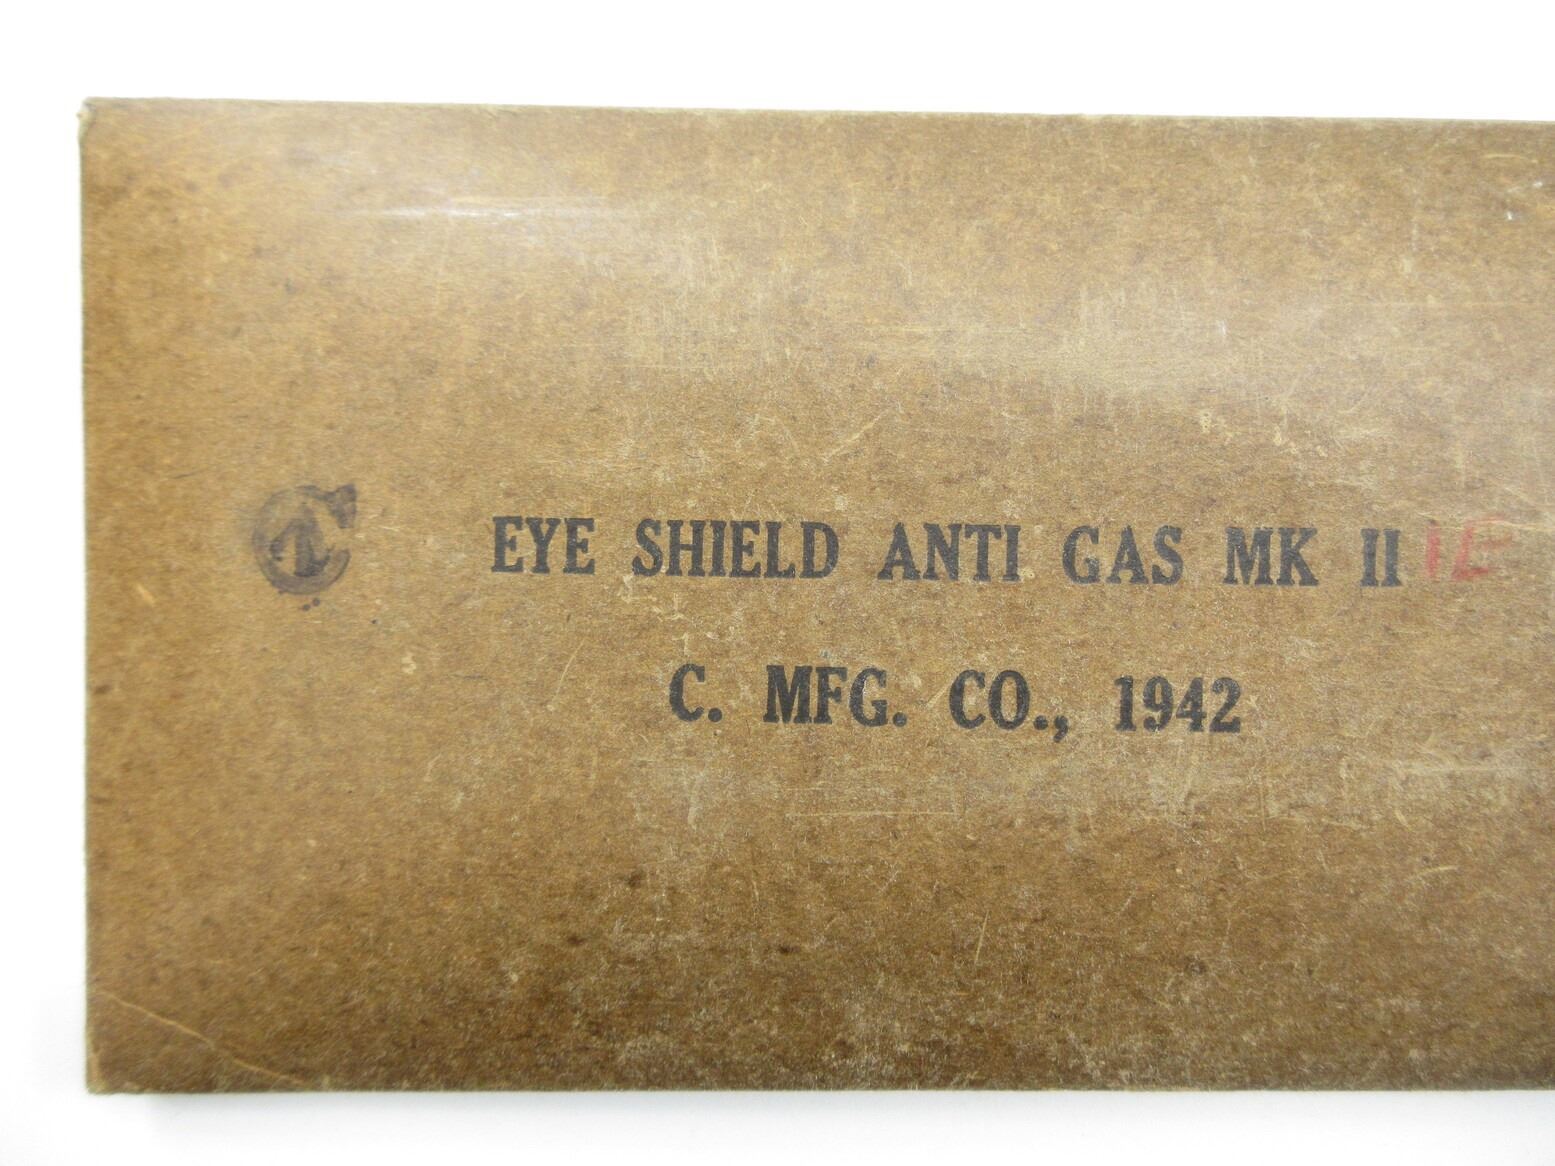 EYE SHIELD ANTI GAS MK II
C. MFG. CO., 1942